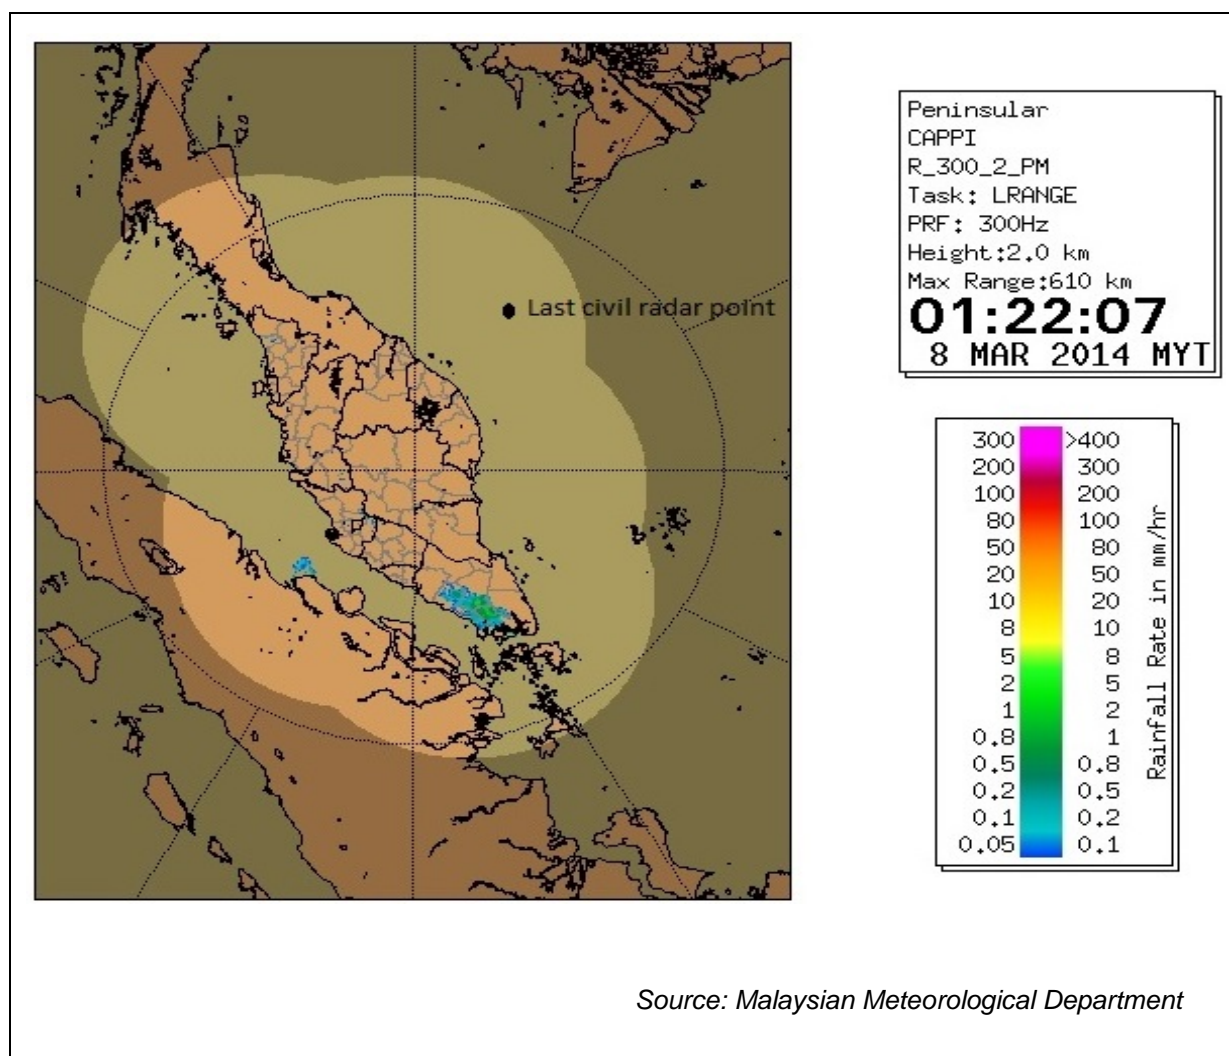 Last civil radar point
Peninsular
CAPPI
R_300_2_PM
Task: LRANGE
PRF: 300Hz
Height:2.0 km
Max Range:610 km
01:22:07
8 MAR 2014 MYT
300 >400
200 300
100 200
80 100
50 80
20 50
10 20
8 10
5 8
2 5
1 2
0.8 1
0.5 0.8
0.2 0.5
0.1 0.2
0.05 0.1
Rainfall Rate in mm/hr
Source: Malaysian Meteorological Department